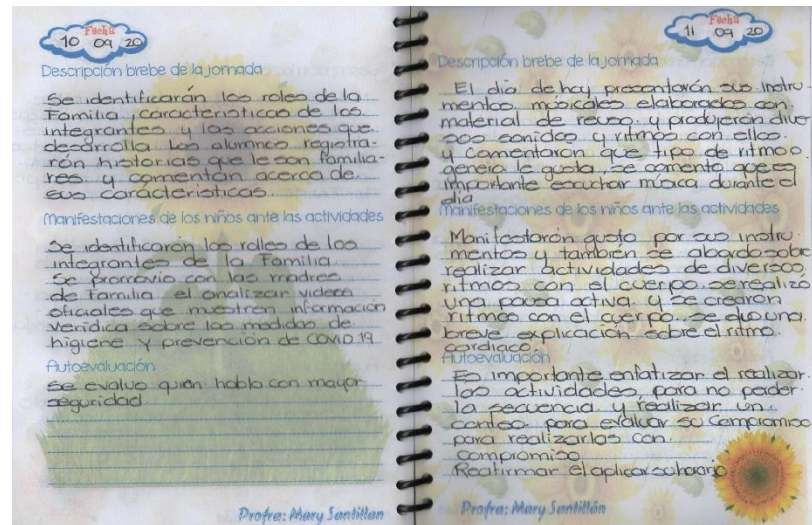 Fecha
10 09 20
Descripción brebe de la jornada
Se identificarán los roles de la
Familia, caracteristicas de los
integrantes y las acciones que
desarrolla. Los alumnos registra-
rón historias que le son familia-
res y comentan acerca de
sus caracteristicas.
Manifestaciones de los niños ante las actividades
Se identificarón los rolles de los
integrantes de la Familia.
Se promovio con las madres
de Familia el analizar videos
oficiales que muestren información
veridica sobre las medidas de
higiene y prevención de COVID 19
Autoevaluación
Se evaluo quien hablo con mayor
seguridad
Profra: Mary Santillán
Fecha
11 09 20
Descripción brebe de la jornada
El dia de hoy presentarón sus instru-
mentos músicales elaborados con
material de reuso. y produjerón diver
sos sonidos y ritmos con ellos.
y comentarón que tipo de ritmo o
genero le gusta, se comento que es
importante escuchar música durante el
dia
Manifestaciones de los niños ante las actividades
Manifestarón gusto por sus instru-
mentos y también se abordo sobre
realizar actividades de diversos
ritmos con el cuerpo. se realizo
una pausa activa. y se crearon
ritmos con el cuerpo. se dio una
breve explicación sobre el ritmo
cardiaco.
Autoevaluación
Es importante enfatizar el realizar
las actividades para no perder
la secuencia y realizar un
conteo para evaluar su compromiso
para realizarlas con
compromiso
Reafirmar el aplicar su horario
Profra: Mary Santillán